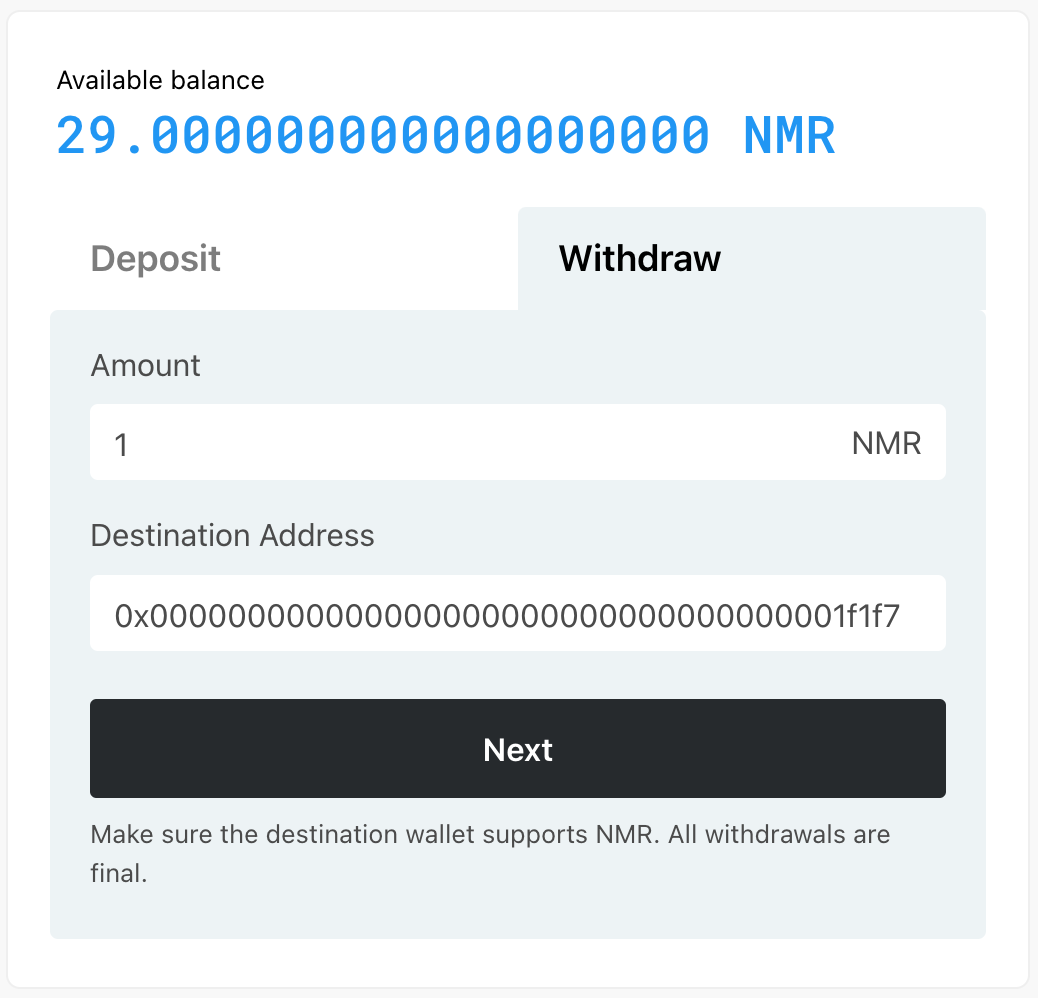 Available balance
29.000000000000000000 NMR
Deposit
Withdraw
Amount
1
NMR
Destination Address
0x000000000000000000000000000000000001f1f7
Next
Make sure the destination wallet supports NMR. All withdrawals are
final.